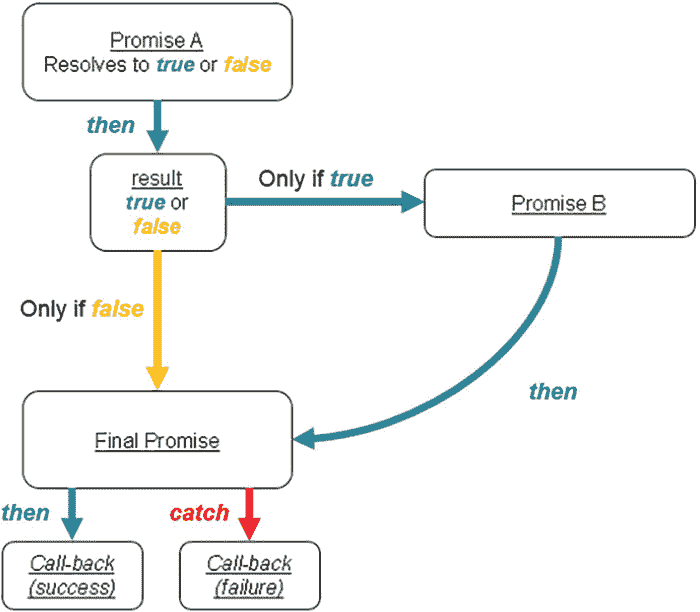 Promise A
Resolves to true or false
then
result
true or
false
Only if true
Promise B
Only if false
then
Final Promise
then
catch
Call-back
(success)
Call-back
(failure)